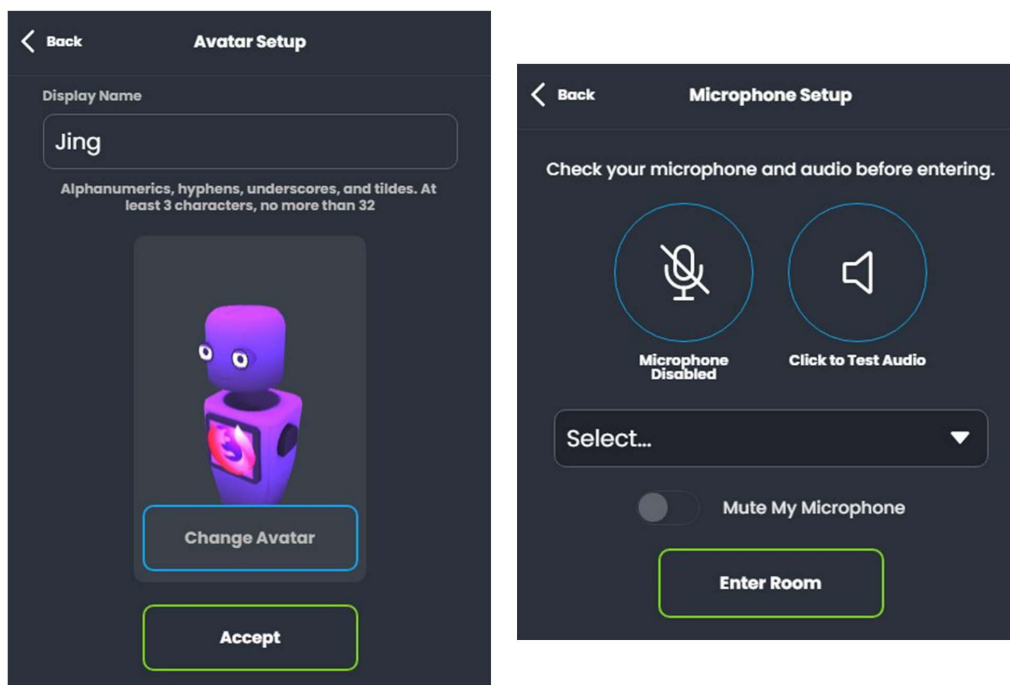 Back
Avatar Setup
Display Name
Jing
Alphanumerics, hyphens, underscores, and tildes. At
least 3 characters, no more than 32
Change Avatar
Accept
Back
Microphone Setup
Check your microphone and audio before entering.
Microphone
Disabled
Click to Test Audio
Select...
Mute My Microphone
Enter Room